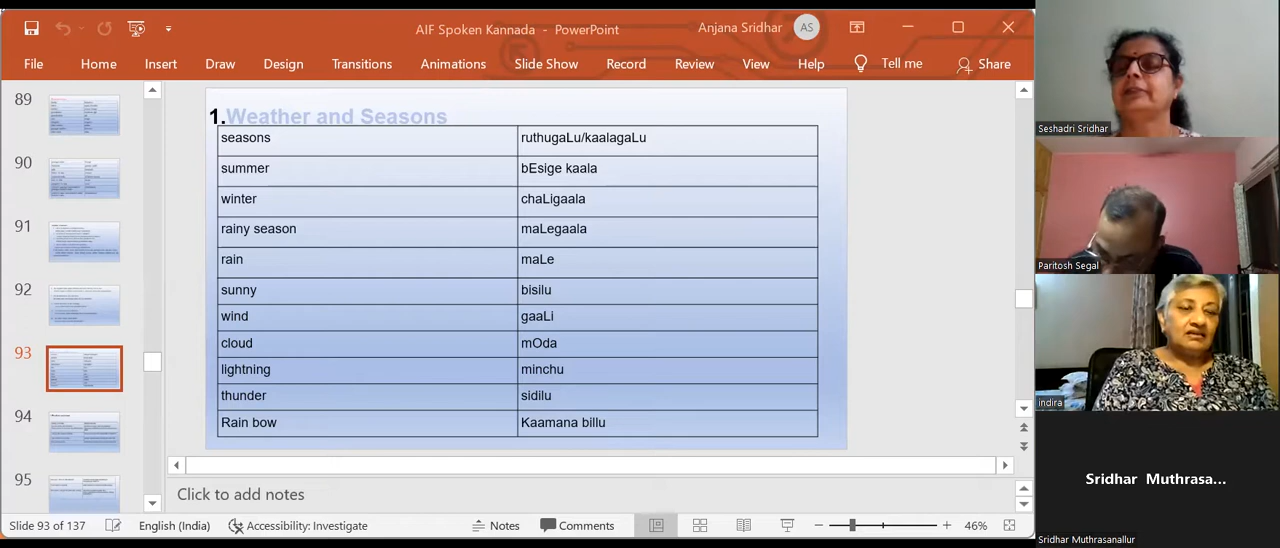 AIF Spoken Kannada - PowerPoint
Anjana Sridhar
AS
File
Home
Insert
Draw
Design
Transitions
Animations
Slide Show
Record
Review
View
Help
Tell me
Share
89
90
91
92
93
94
95
1.Weather and Seasons
seasons ruthugaLu/kaalagaLu
summer bEsige kaala
winter chaLigaala
rainy season maLegaala
rain maLe
sunny bisilu
wind gaaLi
cloud mOda
lightning minchu
thunder sidilu
Rain bow Kaamana billu
Click to add notes
Slide 93 of 137
English (India)
Accessibility: Investigate
Notes
Comments
46%
Seshadri Sridhar
Paritosh Segal
indira
Sridhar Muthrasa...
Sridhar Muthrasanallur